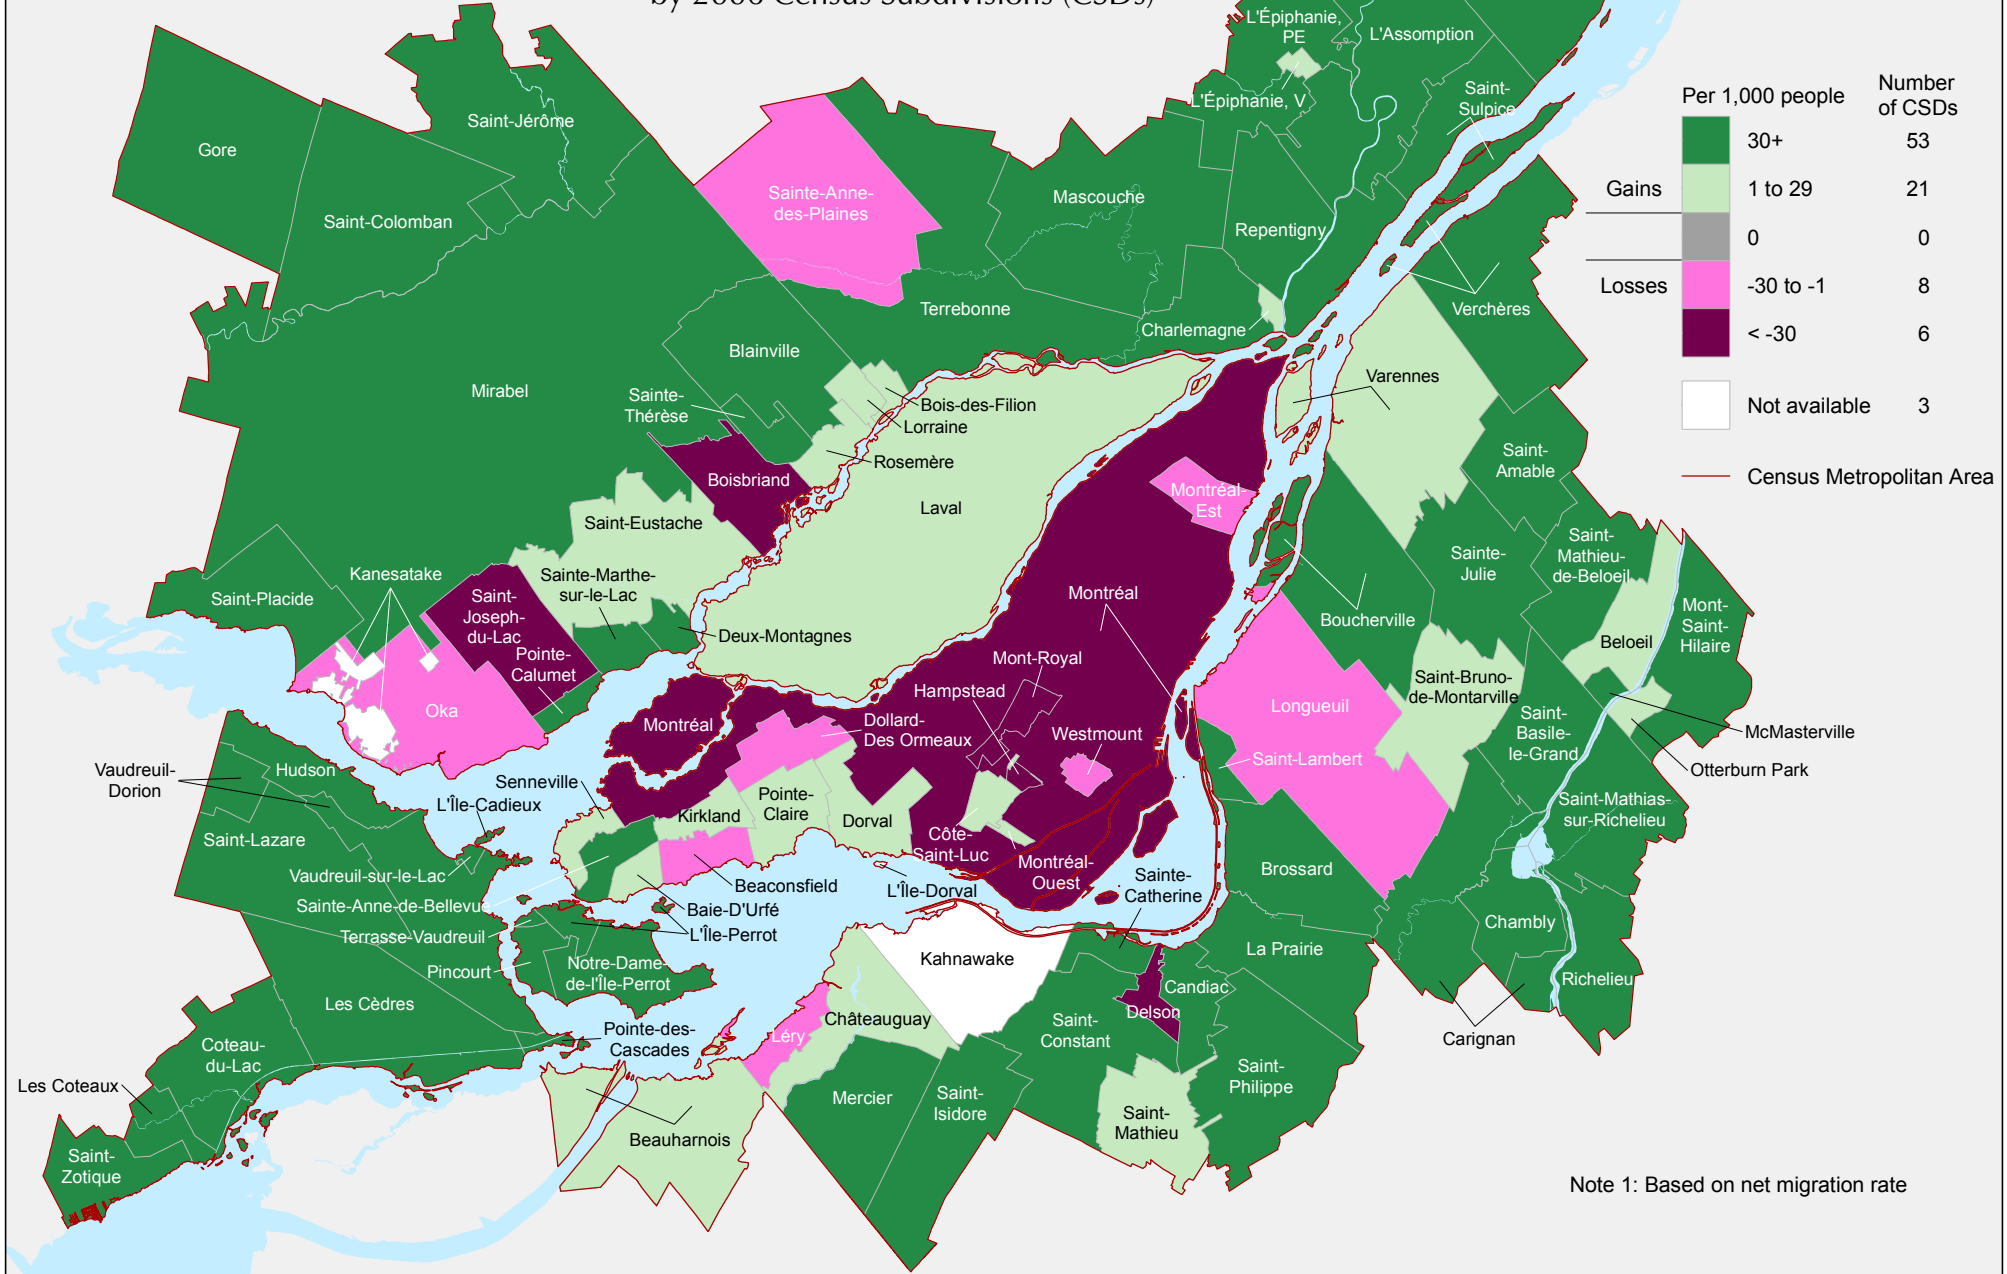 by 2006 Census Subdivisions (CSDs)
L'Épiphanie,
PE
L'Assomption
L'Épiphanie, V
Saint-
Sulpice
Per 1,000 people
Number
of CSDs
30+
53
Gains
1 to 29
21
0
0
Losses
-30 to -1
8
< -30
6
Not available
3
Census Metropolitan Area
Gore
Saint-Jérôme
Saint-Colomban
Sainte-Anne-
des-Plaines
Mascouche
Repentigny
Verchères
Terrebonne
Charlemagne
Blainville
Mirabel
Sainte-
Thérèse
Bois-des-Filion
Lorraine
Rosemère
Varennes
Boisbriand
Laval
Montréal-
Est
Saint-
Amable
Saint-Eustache
Saint-
Mathieu-
de-Beloeil
Sainte-
Julie
Kanesatake
Saint-Placide
Sainte-Marthe-
sur-le-Lac
Saint-
Joseph-
du-Lac
Montréal
Boucherville
Mont-
Saint-
Hilaire
Beloeil
Deux-Montagnes
Pointe-
Calumet
Mont-Royal
Hampstead
Saint-Bruno-
de-Montarville
Oka
Montréal
Dollard-
Des Ormeaux
Westmount
Longueuil
Saint-
Basile-
le-Grand
McMasterville
Otterburn Park
Saint-Lambert
Vaudreuil-
Dorion
Hudson
Senneville
L'Île-Cadieux
Kirkland
Pointe-
Claire
Dorval
Côte-
Saint-Luc
Saint-Mathias-
sur-Richelieu
Saint-Lazare
Vaudreuil-sur-le-Lac
Montréal-
Ouest
Sainte-
Catherine
Brossard
Beaconsfield
L'Île-Dorval
Sainte-Anne-de-Bellevue
Baie-D'Urfé
Terrasse-Vaudreuil
L'Île-Perrot
Chambly
Pincourt
Notre-Dame-
de-l'Île-Perrot
Kahnawake
La Prairie
Richelieu
Candiac
Les Cèdres
Châteauguay
Delson
Léry
Saint-
Constant
Carignan
Pointe-des-
Cascades
Coteau-
du-Lac
Les Coteaux
Mercier
Saint-
Isidore
Saint-
Philippe
Saint-
Mathieu
Beauharnois
Saint-
Zotique
Note 1: Based on net migration rate